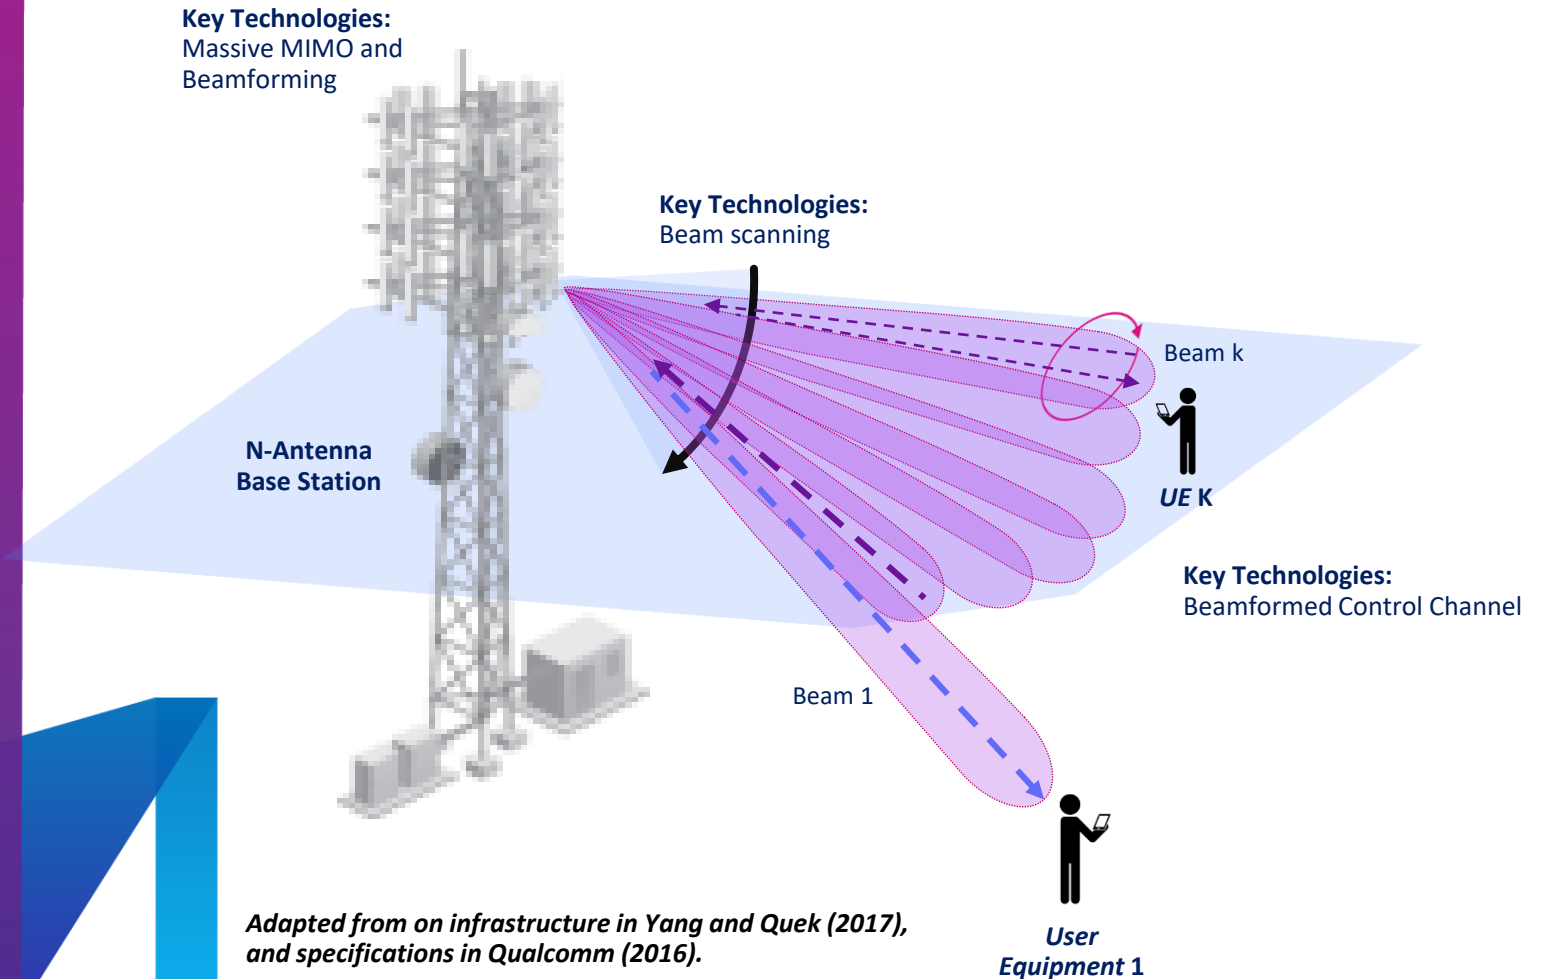 Key Technologies:
Massive MIMO and
Beamforming
Key Technologies:
Beam scanning
Beam k
N-Antenna
Base Station
UE K
Key Technologies:
Beamformed Control Channel
Beam 1
User
Equipment 1
Adapted from on infrastructure in Yang and Quek (2017),
and specifications in Qualcomm (2016).